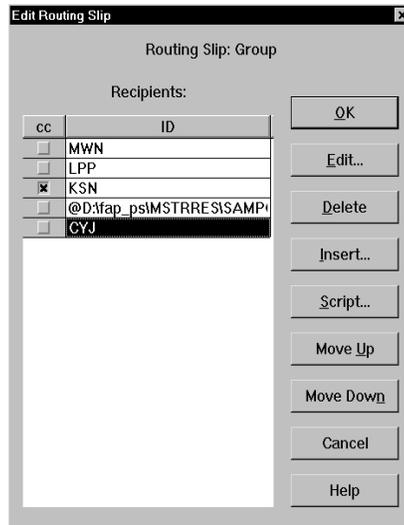 Edit Routing Slip
Routing Slip: Group
Recipients:
cc ID
MWN
LPP
KSN
@D:\fap_ps\MSTRRES\SAMP
CYJ
OK
Edit...
Delete
Insert...
Script...
Move Up
Move Down
Cancel
Help